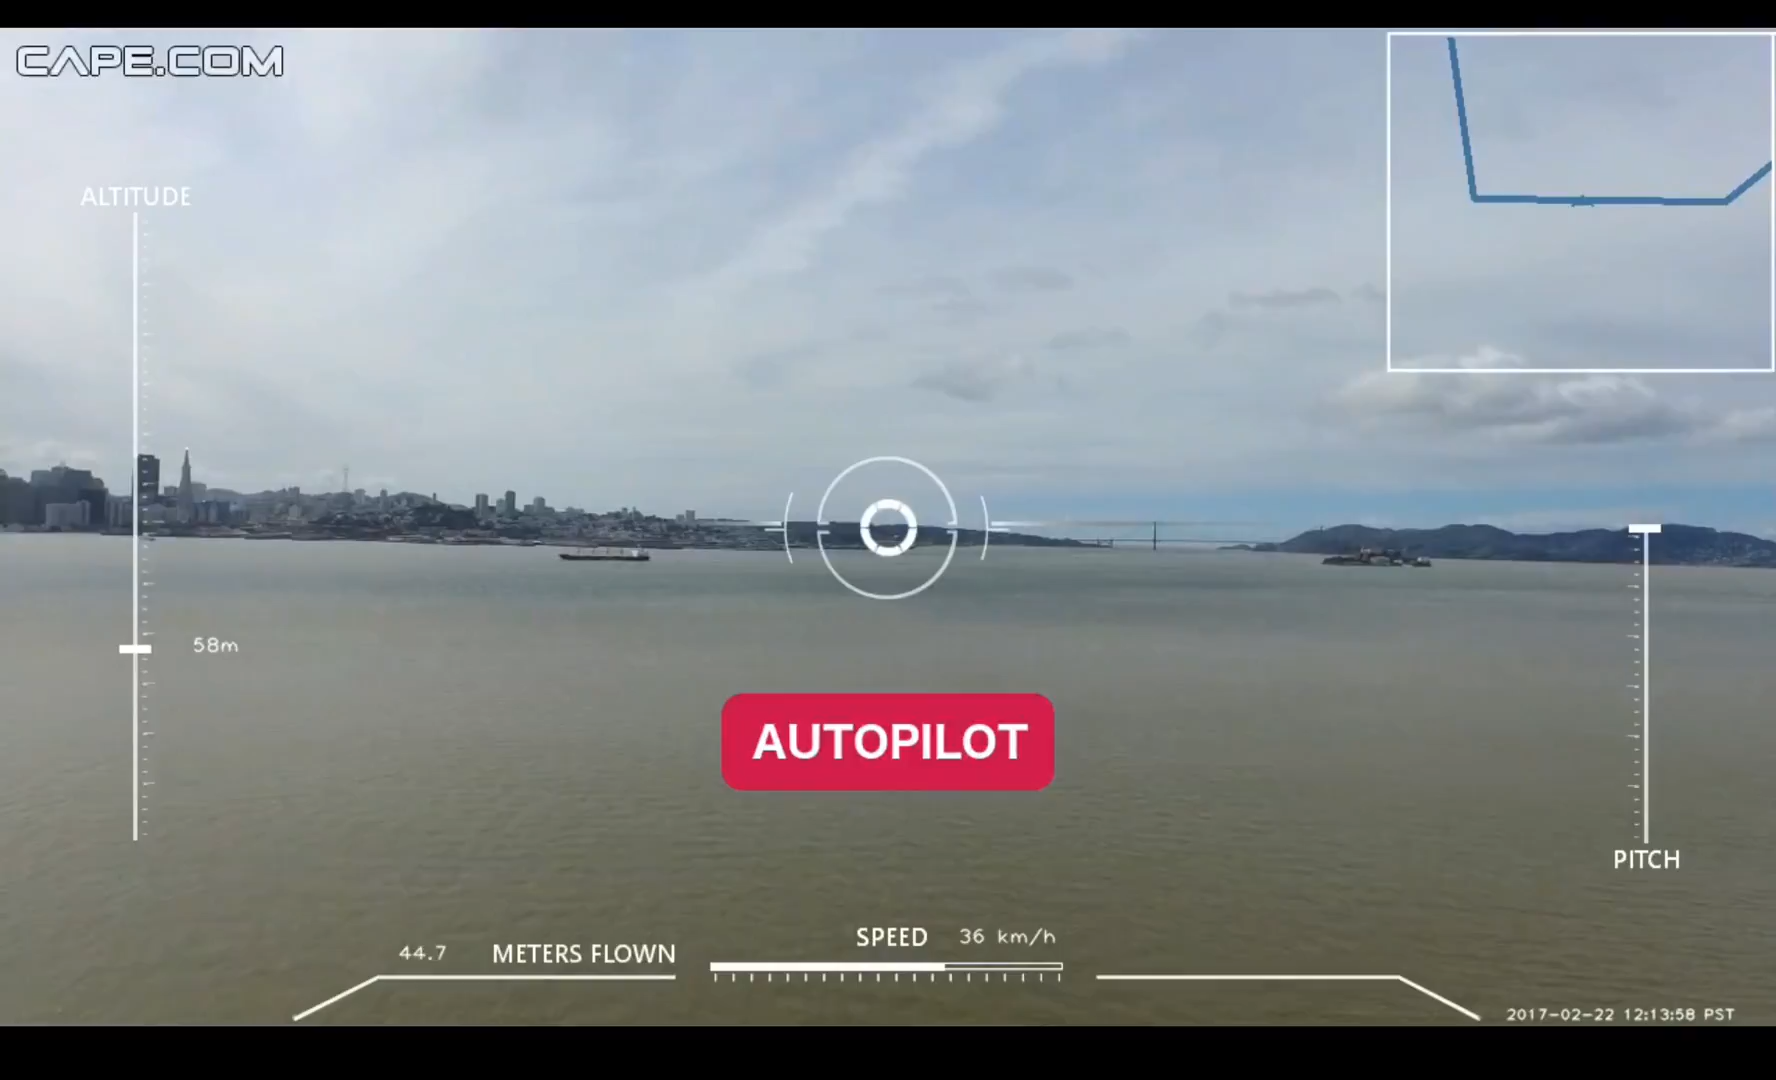 CAPE.COM
ALTITUDE
58m
AUTOPILOT
PITCH
SPEED 36 km/h
44.7 METERS FLOWN
2017-02-22 12:13:58 PST